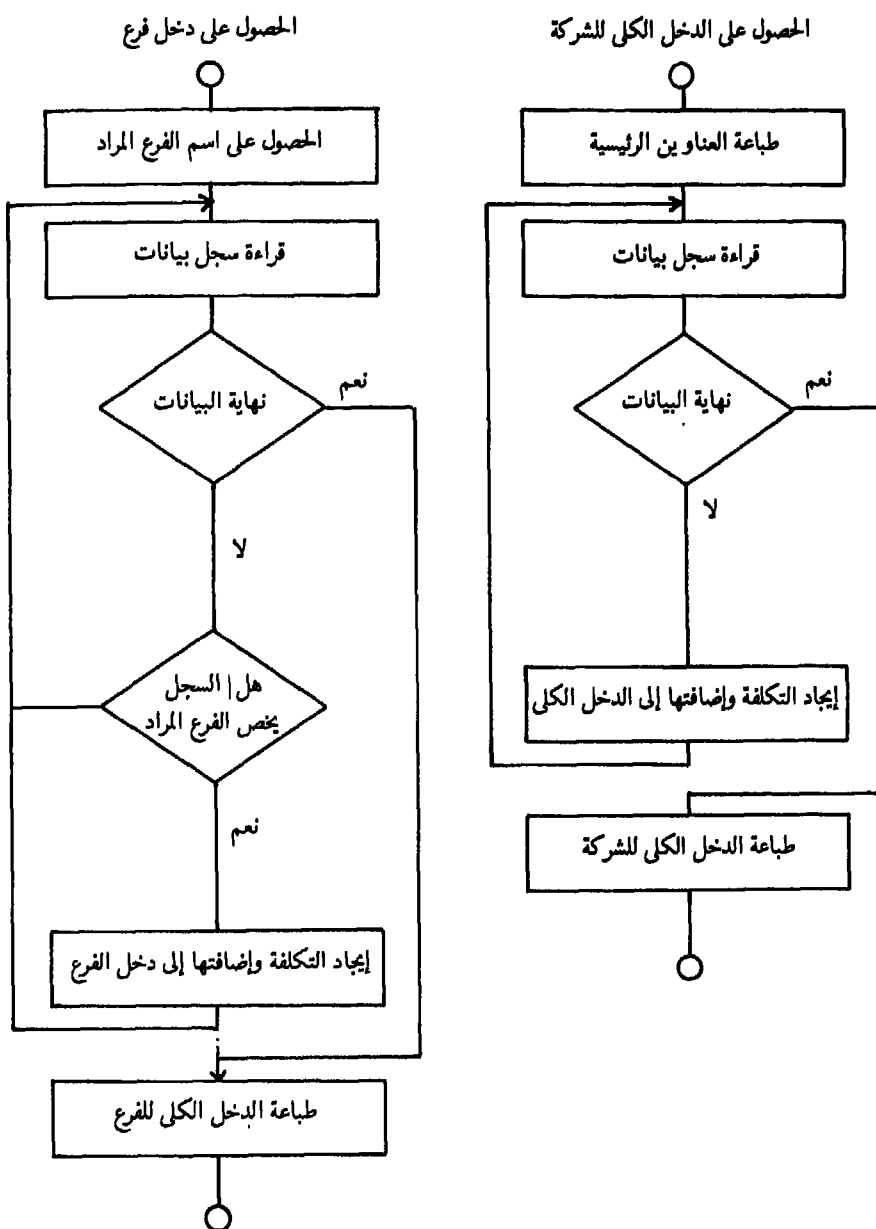 الحصول على الدخل الكلى للشركة
طباعة العناوين الرئيسية
قراءة سجل بيانات
نهاية البيانات
نعم
لا
إيجاد التكلفة وإضافتها إلى الدخل الكلى
طباعة الدخل الكلى للشركة
الحصول على دخل فرع
الحصول على اسم الفرع المراد
قراءة سجل بيانات
نهاية البيانات
نعم
لا
هل | السجل
يخص الفرع المراد
نعم
إيجاد التكلفة وإضافتها إلى دخل الفرع
طباعة الدخل الكلى للفرع